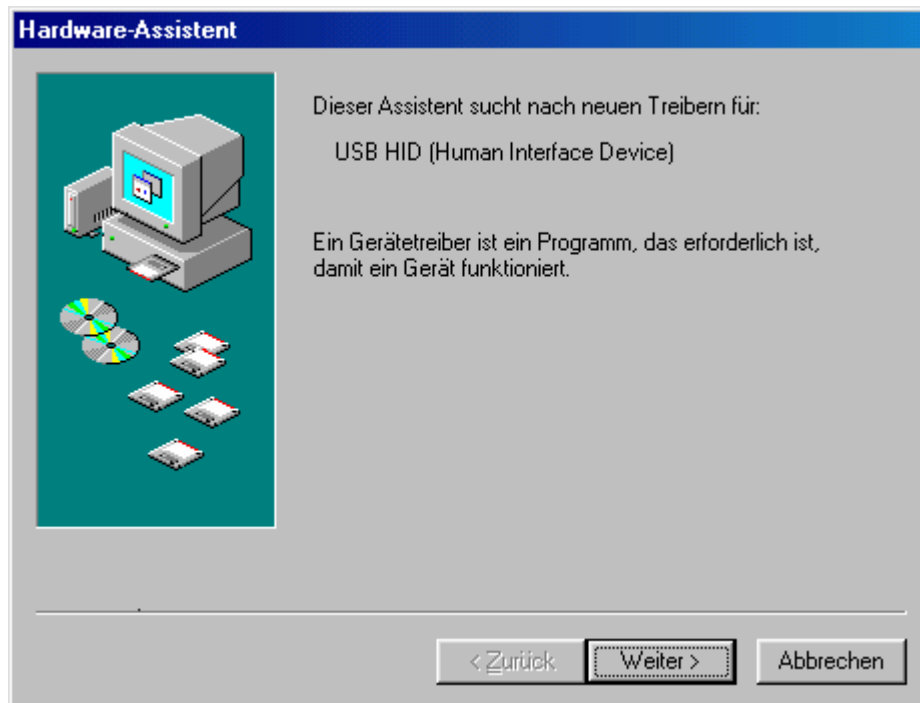 Hardware-Assistent
Dieser Assistent sucht nach neuen Treibern für:
USB HID (Human Interface Device)
Ein Gerätetreiber ist ein Programm, das erforderlich ist,
damit ein Gerät funktioniert.
< Zurück
Weiter >
Abbrechen